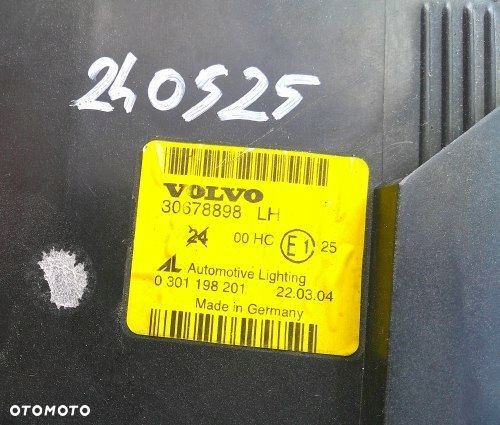 240525
VOLVO
30678898 LH
24 00 HC E1 25
AL Automotive Lighting
0 301 198 201 22.03.04
Made in Germany
OTOMOTO